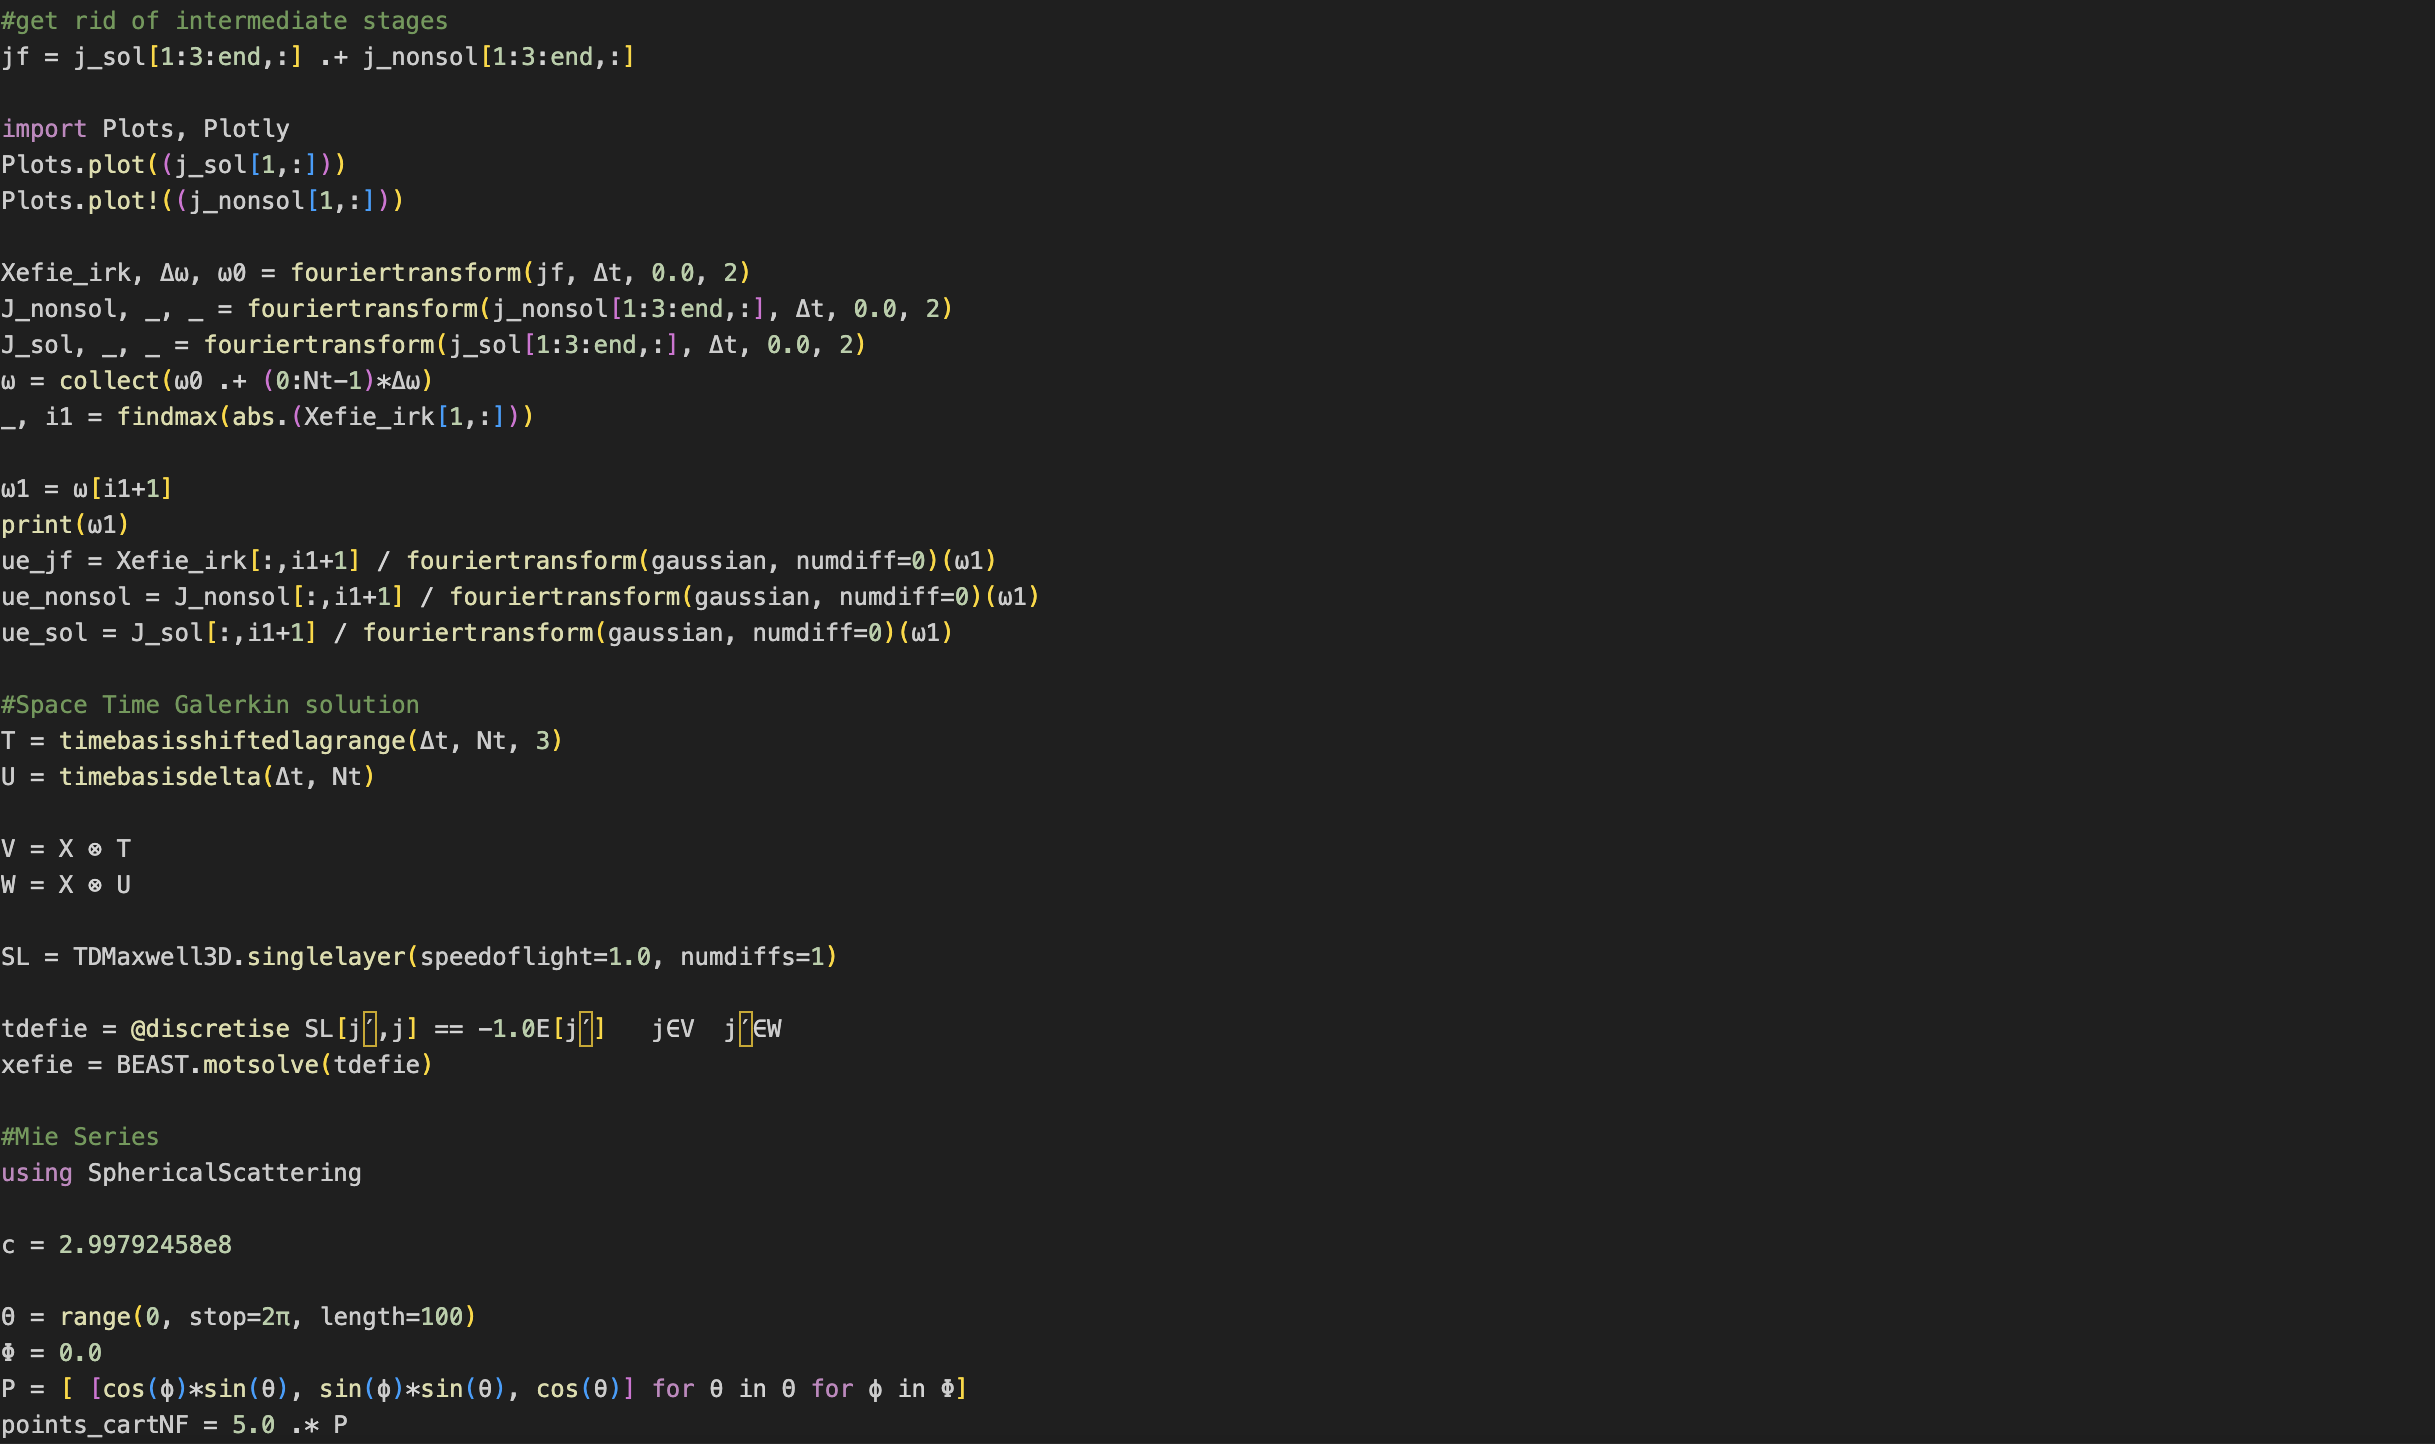 #get rid of intermediate stages
jf = j_sol[1:3:end,:] .+ j_nonsol[1:3:end,:]
import Plots, Plotly
Plots.plot((j_sol[1,:]))
Plots.plot!((j_nonsol[1,:]))
Xefie_irk, Δω, ω0 = fouriertransform(jf, Δt, 0.0, 2)
J_nonsol, _, _ = fouriertransform(j_nonsol[1:3:end,:], Δt, 0.0, 2)
J_sol, _, _ = fouriertransform(j_sol[1:3:end,:], Δt, 0.0, 2)
ω = collect(ω0 .+ (0:Nt-1)*Δω)
_, i1 = findmax(abs.(Xefie_irk[1,:]))
ω1 = ω[i1+1]
print(ω1)
ue_jf = Xefie_irk[:,i1+1] / fouriertransform(gaussian, numdiff=0)(ω1)
ue_nonsol = J_nonsol[:,i1+1] / fouriertransform(gaussian, numdiff=0)(ω1)
ue_sol = J_sol[:,i1+1] / fouriertransform(gaussian, numdiff=0)(ω1)
#Space Time Galerkin solution
T = timebasisshiftedlagrange(Δt, Nt, 3)
U = timebasisdelta(Δt, Nt)
V = X ⊗ T
W = X ⊗ U
SL = TDMaxwell3D.singlelayer(speedoflight=1.0, numdiffs=1)
tdefie = @discretise SL[j′,j] == -1.0E[j′]   j∈V  j′∈W
xefie = BEAST.motsolve(tdefie)
#Mie Series
using SphericalScattering
c = 2.99792458e8
Θ = range(0, stop=2π, length=100)
Φ = 0.0
P = [ [cos(ϕ)*sin(θ), sin(ϕ)*sin(θ), cos(θ)] for θ in Θ for ϕ in Φ]
points_cartNF = 5.0 .* P